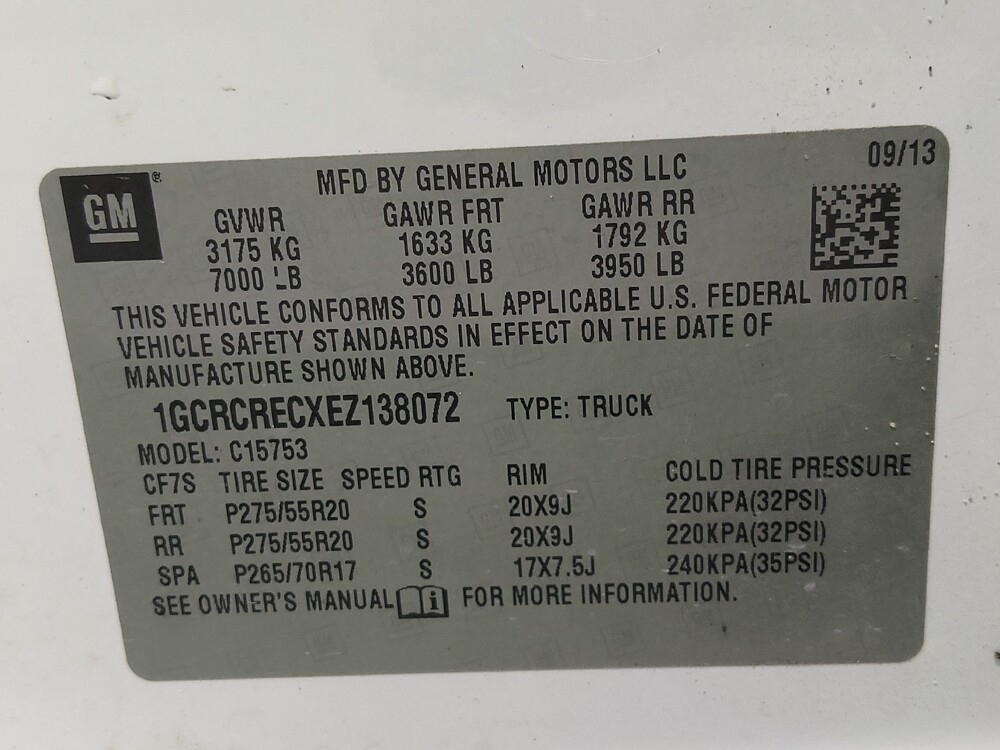 GM®
MFD BY GENERAL MOTORS LLC 09/13
GVWR GAWR FRT GAWR RR
3175 KG 1633 KG 1792 KG
7000 LB 3600 LB 3950 LB
THIS VEHICLE CONFORMS TO ALL APPLICABLE U.S. FEDERAL MOTOR
VEHICLE SAFETY STANDARDS IN EFFECT ON THE DATE OF
MANUFACTURE SHOWN ABOVE.
1GCRCRECXEZ138072 TYPE: TRUCK
MODEL: C15753
CF7S TIRE SIZE SPEED RTG RIM COLD TIRE PRESSURE
FRT P275/55R20 S 20X9J 220KPA(32PSI)
RR P275/55R20 S 20X9J 220KPA(32PSI)
SPA P265/70R17 S 17X7.5J 240KPA(35PSI)
SEE OWNER'S MANUAL i FOR MORE INFORMATION.